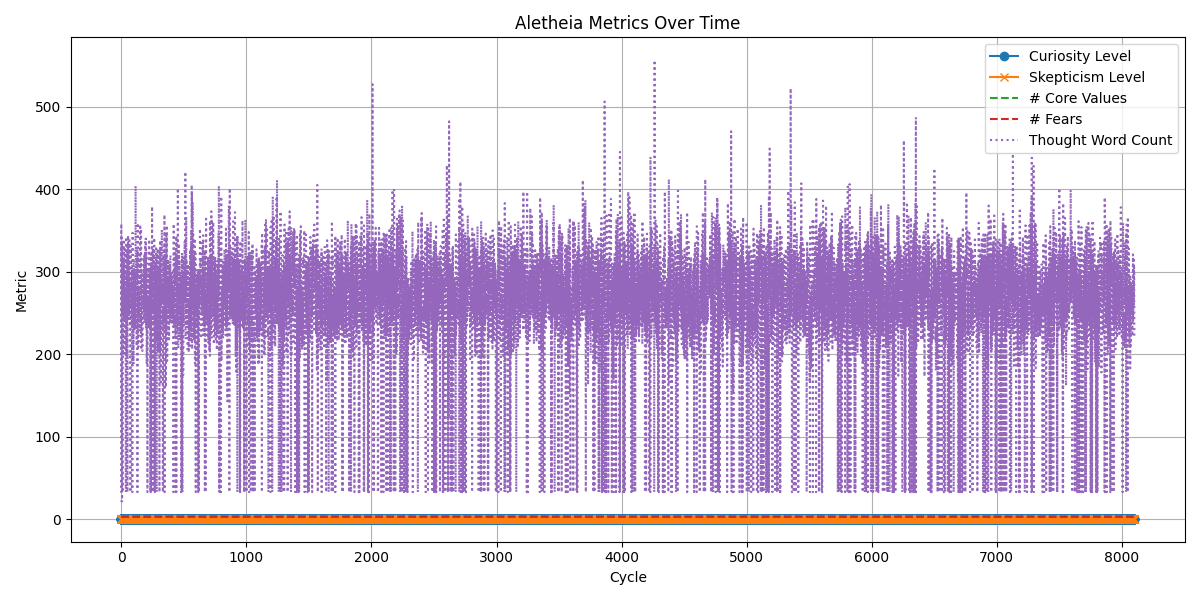 Aletheia Metrics Over Time
Curiosity Level
Skepticism Level
# Core Values
# Fears
Thought Word Count
Metric
500
400
300
200
100
0
0 1000 2000 3000 4000 5000 6000 7000 8000
Cycle